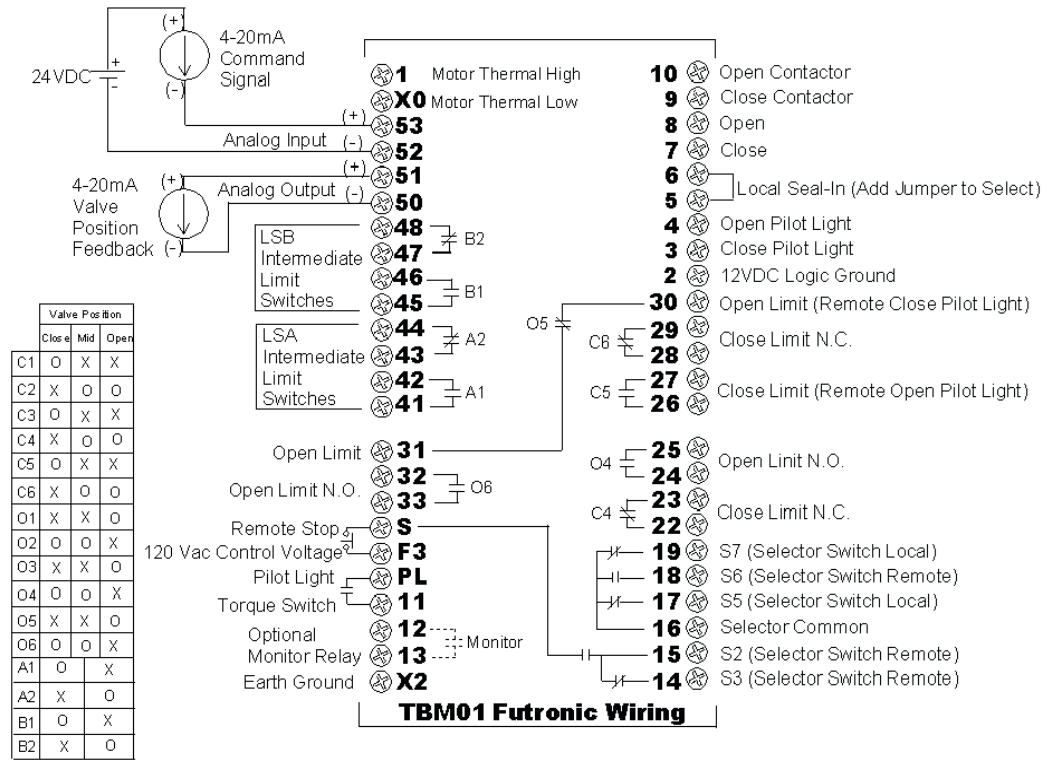 (+)
4-20mA
Command
Signal
(-)
24VDC
+
-
(+)
Analog Input (-)
(+)
Analog Output (-)
4-20mA
Valve
Position
Feedback
(+)
(-)
1 Motor Thermal High
X0 Motor Thermal Low
53
52
51
50
LSB
Intermediate
Limit
Switches
48
47
B2
46
45
B1
LSA
Intermediate
Limit
Switches
44
43
A2
42
41
A1
Open Limit 31
O5
Open Limit N.O.
32
33
O6
Remote Stop S
120 Vac Control Voltage F3
Pilot Light PL
Torque Switch 11
Optional
Monitor Relay
12
13
Monitor
Earth Ground X2
10 Open Contactor
9 Close Contactor
8 Open
7 Close
6
5
Local Seal-In (Add Jumper to Select)
4 Open Pilot Light
3 Close Pilot Light
2 12VDC Logic Ground
30 Open Limit (Remote Close Pilot Light)
C6
29
28
Close Limit N.C.
C5
27
26
Close Limit (Remote Open Pilot Light)
O4
25
24
Open Linit N.O.
C4
23
22
Close Limit N.C.
19 S7 (Selector Switch Local)
18 S6 (Selector Switch Remote)
17 S5 (Selector Switch Local)
16 Selector Common
15 S2 (Selector Switch Remote)
14 S3 (Selector Switch Remote)
TBM01 Futronic Wiring
Valve Position
Close Mid Open
C1 O X X
C2 X O O
C3 O X X
C4 X O O
C5 O X X
C6 X O O
O1 X X O
O2 O O X
O3 X X O
O4 O O X
O5 X X O
O6 O O X
A1 O X
A2 X O
B1 O X
B2 X O